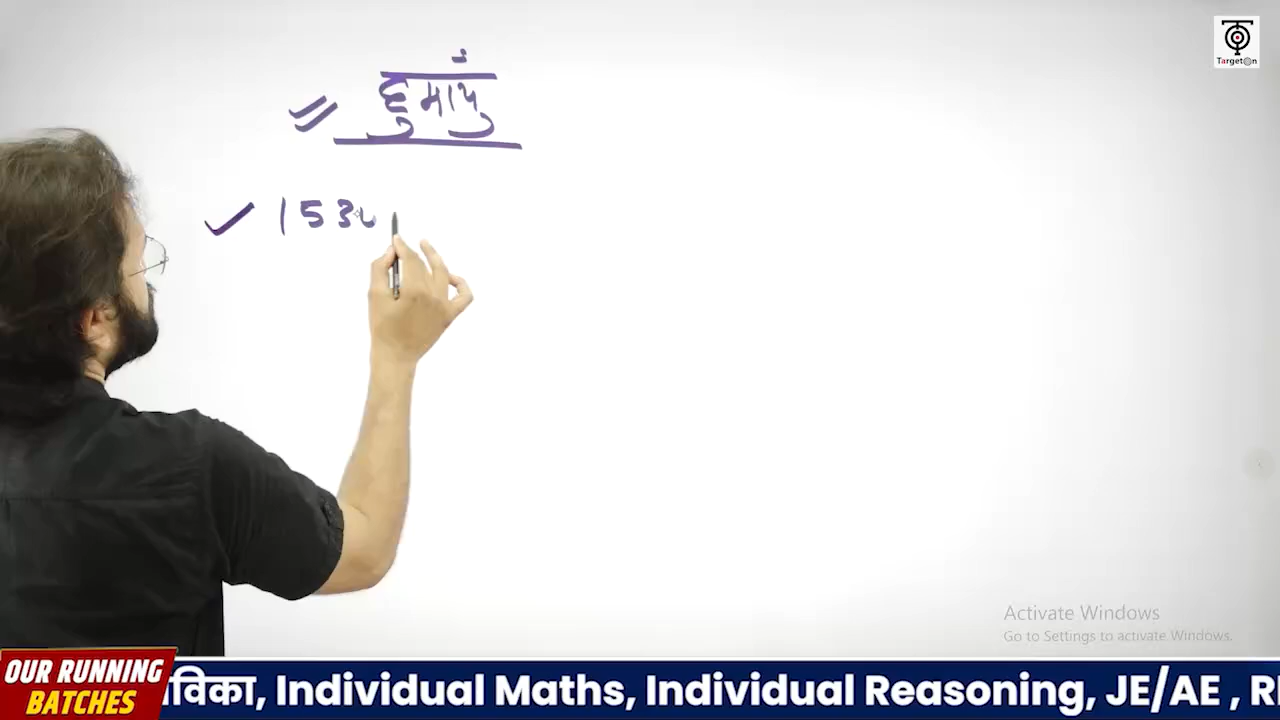 हुमायुं
✓ 1530
TargetOn
Activate Windows
Go to Settings to activate Windows.
OUR RUNNING
BATCHES
विका, Individual Maths, Individual Reasoning, JE/AE , R